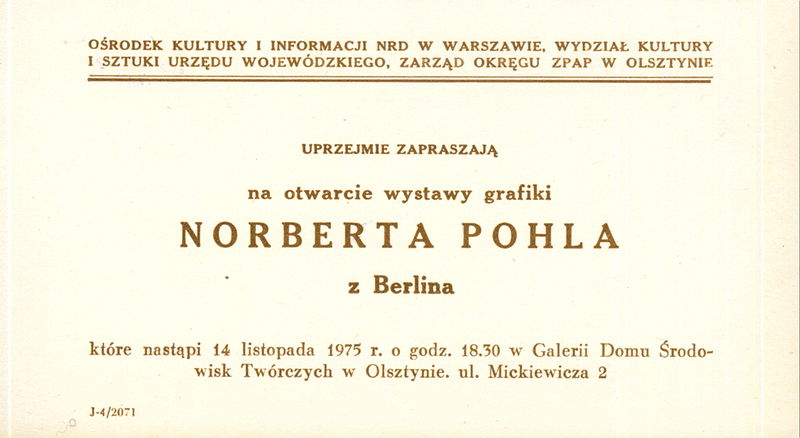 OŚRODEK KULTURY I INFORMACJI NRD W WARSZAWIE, WYDZIAŁ KULTURY
I SZTUKI URZĘDU WOJEWÓDZKIEGO, ZARZĄD OKRĘGU ZPAP W OLSZTYNIE
UPRZEJMIE ZAPRASZAJĄ
na otwarcie wystawy grafiki
NORBERTA POHLA
z Berlina
które nastąpi 14 listopada 1975 r. o godz. 18.30 w Galerii Domu Środo-
wisk Twórczych w Olsztynie. ul. Mickiewicza 2
J-4/2071